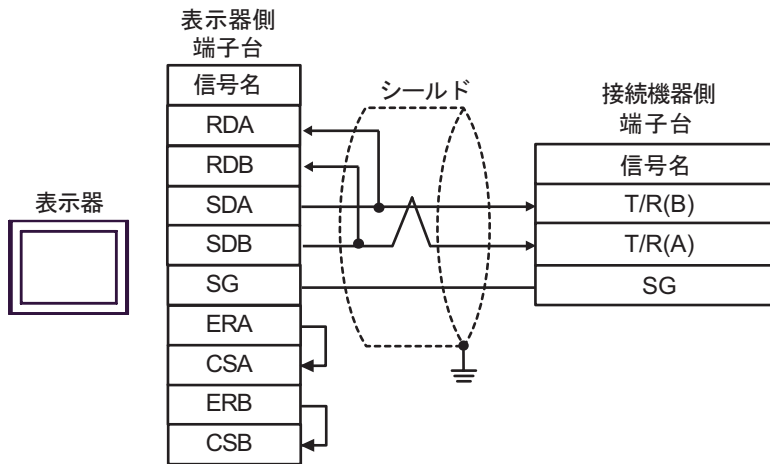 表示器側
端子台
信号名
RDA
RDB
SDA
SDB
SG
ERA
CSA
ERB
CSB
表示器
シールド
接続機器側
端子台
信号名
T/R(B)
T/R(A)
SG